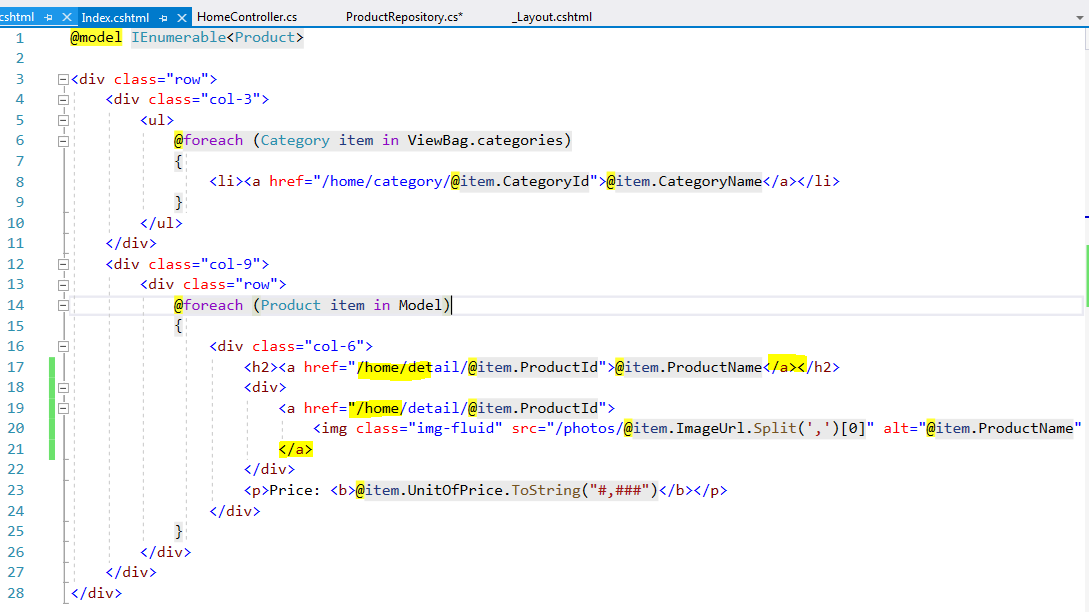 cshtml Index.cshtml HomeController.cs ProductRepository.cs* _Layout.cshtml
1 @model IEnumerable<Product>
2
3 <div class="row">
4 <div class="col-3">
5 <ul>
6 @foreach (Category item in ViewBag.categories)
7 {
8 <li><a href="/home/category/@item.CategoryId">@item.CategoryName</a></li>
9 }
10 </ul>
11 </div>
12 <div class="col-9">
13 <div class="row">
14 @foreach (Product item in Model)
15 {
16 <div class="col-6">
17 <h2><a href="/home/detail/@item.ProductId">@item.ProductName</a></h2>
18 <div>
19 <a href="/home/detail/@item.ProductId">
20 <img class="img-fluid" src="/photos/@item.ImageUrl.Split(',')[0]" alt="@item.ProductName"
21 </a>
22 </div>
23 <p>Price: <b>@item.UnitOfPrice.ToString("#,###")</b></p>
24 </div>
25 }
26 </div>
27 </div>
28 </div>